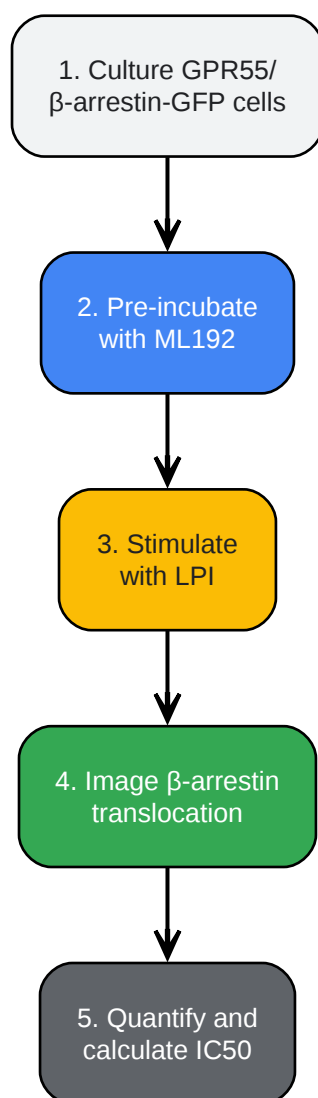 1. Culture GPR55/
β-arrestin-GFP cells
2. Pre-incubate
with ML192
3. Stimulate
with LPI
4. Image β-arrestin
translocation
5. Quantify and
calculate IC50